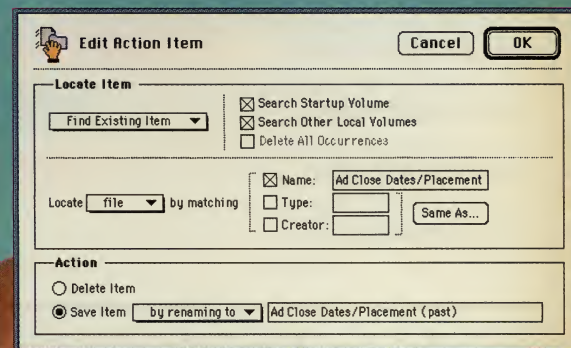 Edit Action Item
Cancel
OK
Locate Item
Find Existing Item
Search Startup Volume
Search Other Local Volumes
Delete All Occurrences
Locate file by matching
Name: Ad Close Dates/Placement
Type:
Creator:
Same As...
Action
Delete Item
Save Item by renaming to Ad Close Dates/Placement (past)